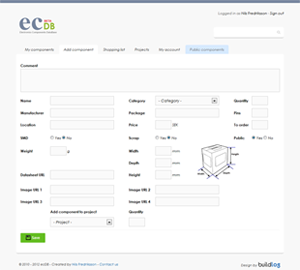 Logged in as Nils Fredriksson - Sign out
ecDB
Electronic Components Database
My components Add component Shopping list Projects My account Public components
Comment
Name Category - Category - Quantity
Manufacturer Package Pins
Location Price To order
SMD Yes No Scrap Yes No Public Yes No
Weight g Width mm
Depth mm
Datasheet URL Height mm
Image URL 1 Image URL 2
Image URL 3 Image URL 4
Add component to project Quantity
- Project -
Save
© 2010 - 2012 ecDB - Created by Nils Fredriksson - Contact us
Design by buildlog